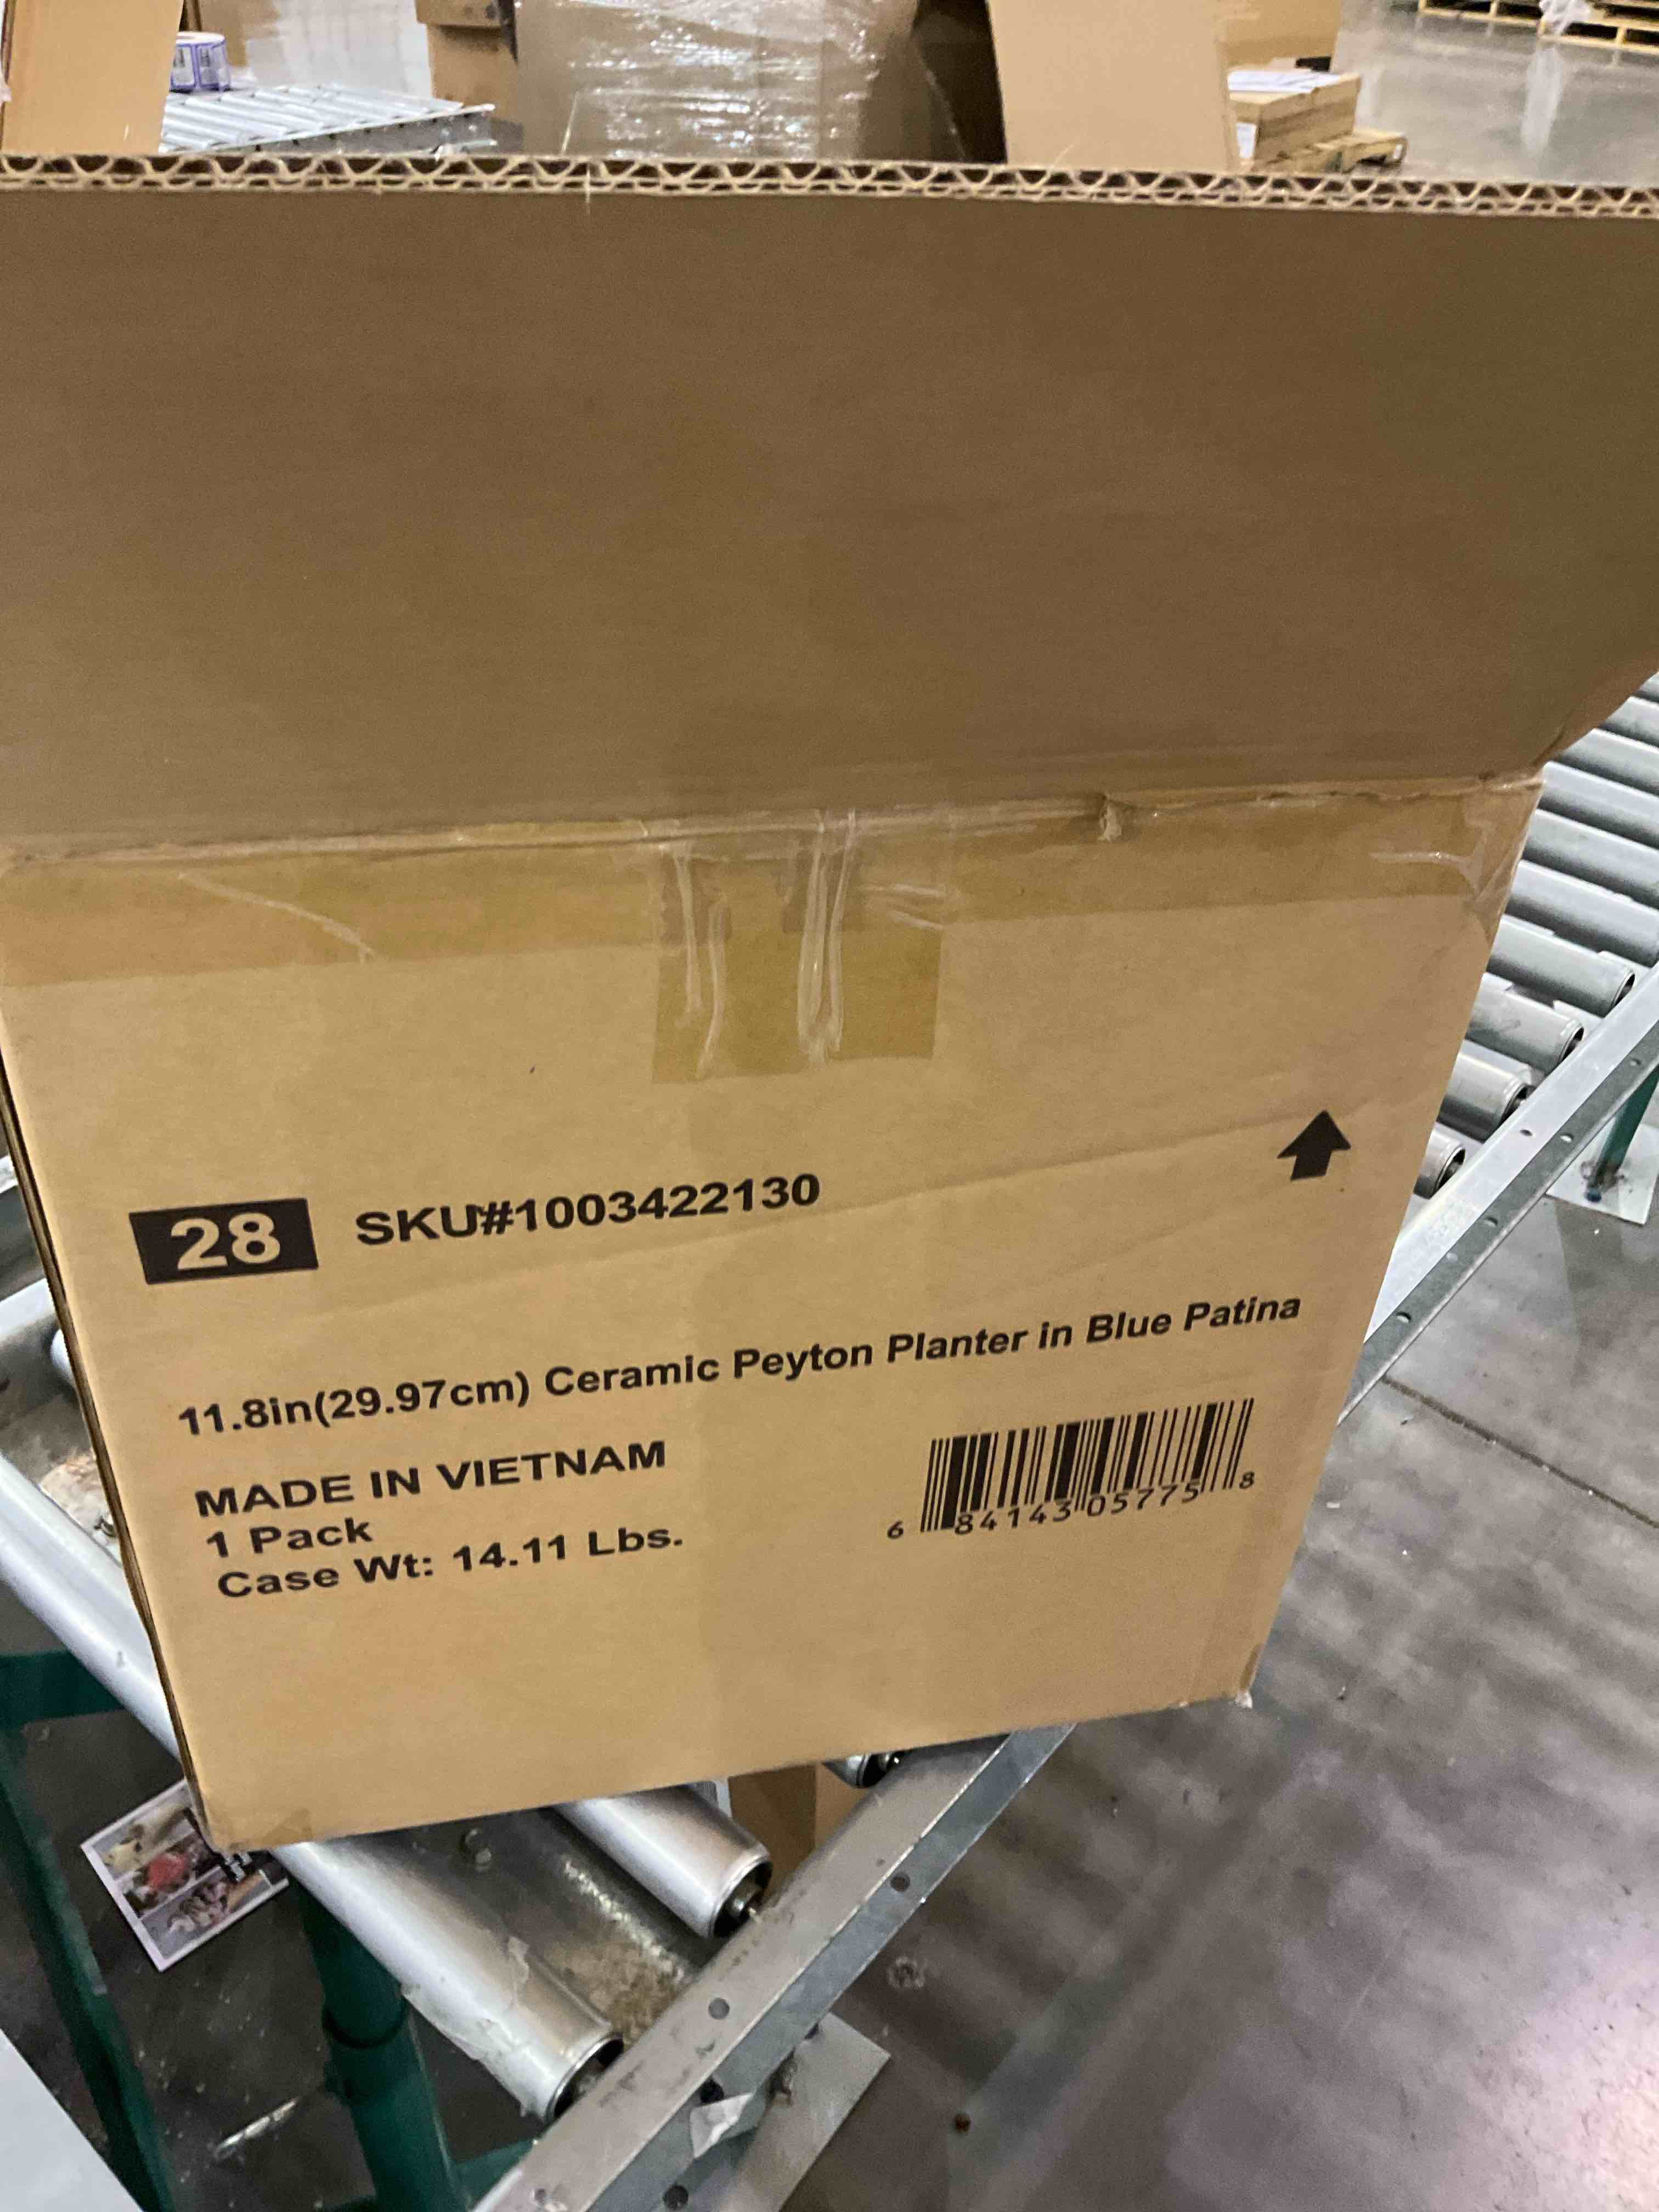 28 SKU#1003422130
11.8in(29.97cm) Ceramic Peyton Planter in Blue Patina
MADE IN VIETNAM
1 Pack
Case Wt: 14.11 Lbs.
6 84143 05775 8